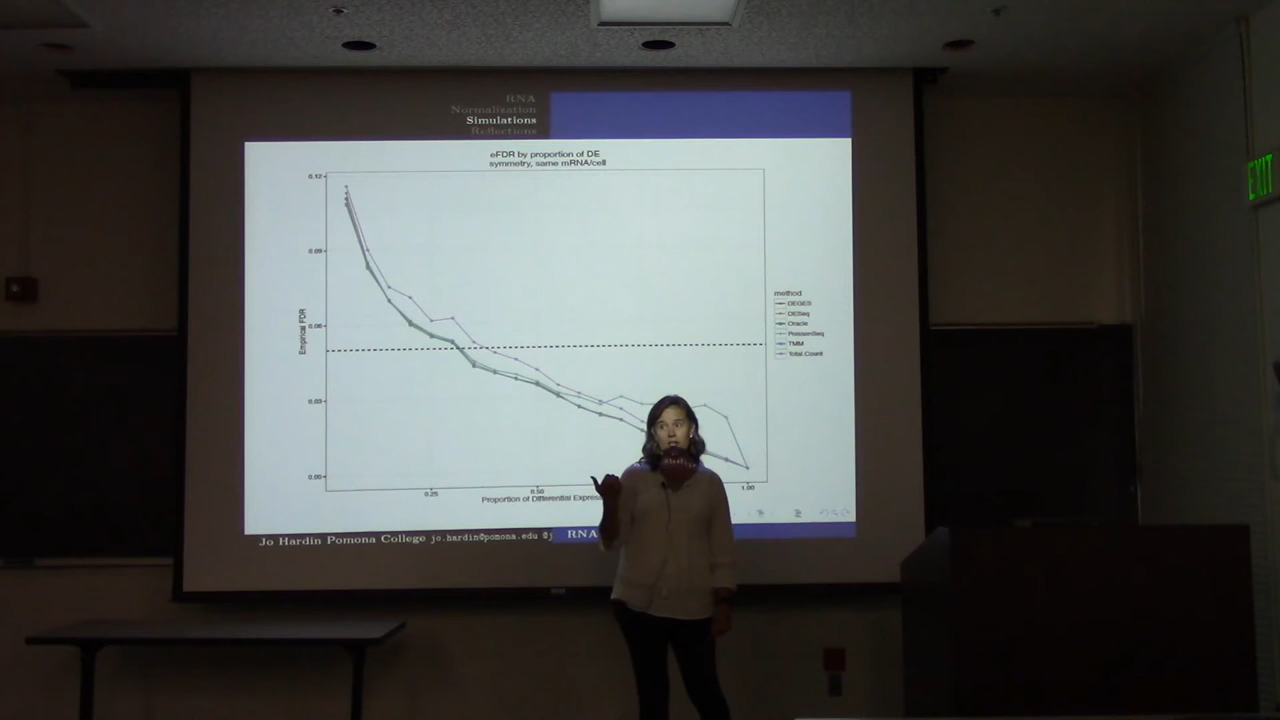 RNA
Normalization
Simulations
Reflections
eFDR by proportion of DE
symmetry, same mRNA/cell
0.12
0.09
0.06
0.03
0.00
Empirical FDR
0.25
0.50
1.00
Proportion of Differential Expres
method
DEGES
DESeq
Oracle
PoissonSeq
TMM
Total.Count
Jo Hardin Pomona College jo.hardin@pomona.edu @j
RNA
EXIT